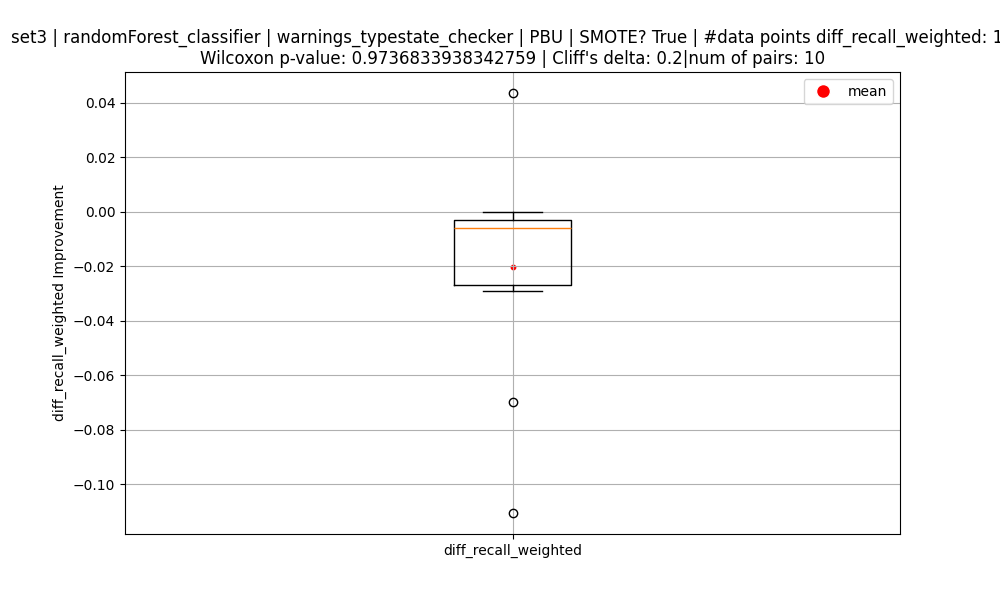 set3 | randomForest_classifier | warnings_typestate_checker | PBU | SMOTE? True | #data points diff_recall_weighted: 1
Wilcoxon p-value: 0.9736833938342759 | Cliff's delta: 0.2|num of pairs: 10
mean
0.04
0.02
0.00
−0.02
−0.04
−0.06
−0.08
−0.10
diff_recall_weighted Improvement
diff_recall_weighted